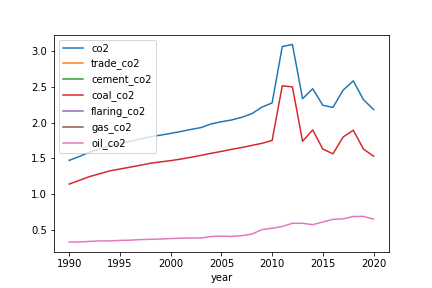 co2
trade_co2
cement_co2
coal_co2
flaring_co2
gas_co2
oil_co2
3.0
2.5
2.0
1.5
1.0
0.5
1990 1995 2000 2005 2010 2015 2020
year